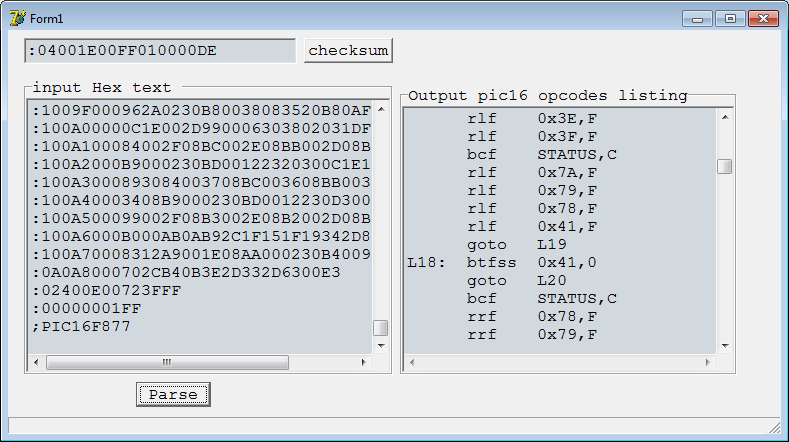 Form1
:04001E00FF010000DE
checksum
input Hex text
:1009F000962A0230B80038083520B80AF
:100A00000C1E002D990006303802031DF
:100A100084002F08BC002E08BB002D08B
:100A2000B9000230BD00122320300C1E1
:100A3000893084003708BC003608BB003
:100A40003408B9000230BD0012230D300
:100A500099002F08B3002E08B2002D08B
:100A6000B000AB0AB92C1F151F19342D8
:100A70008312A9001E08AA000230B4009
:0A0A8000702CB40B3E2D332D6300E3
:02400E00723FFF
:00000001FF
;PIC16F877
Parse
Output pic16 opcodes listing
rlf 0x3E,F
rlf 0x3F,F
bcf STATUS,C
rlf 0x7A,F
rlf 0x79,F
rlf 0x78,F
rlf 0x41,F
goto L19
L18: btfss 0x41,0
goto L20
bcf STATUS,C
rrf 0x78,F
rrf 0x79,F